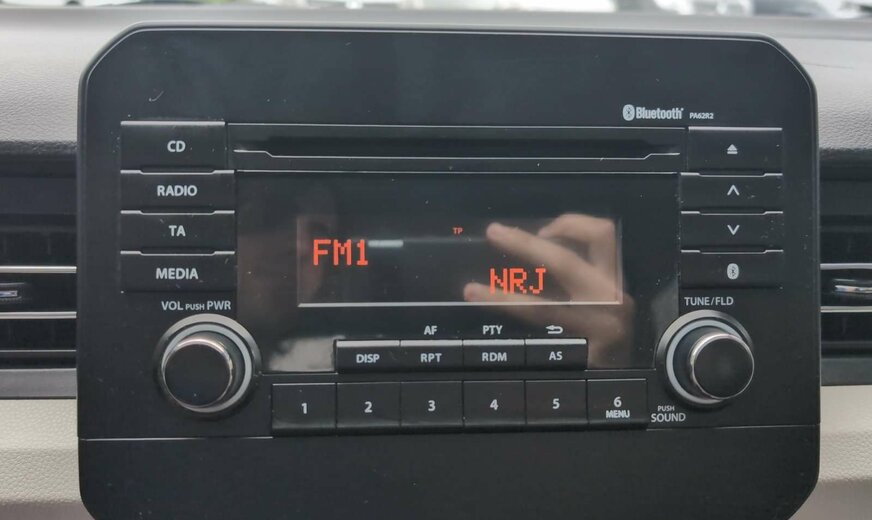 Bluetooth® PA62R2
CD
RADIO
TA
MEDIA
TP
FM1
NRJ
VOL PUSH PWR
TUNE/FLD
AF PTY
DISP RPT RDM AS
1 2 3 4 5 6
MENU
PUSH
SOUND